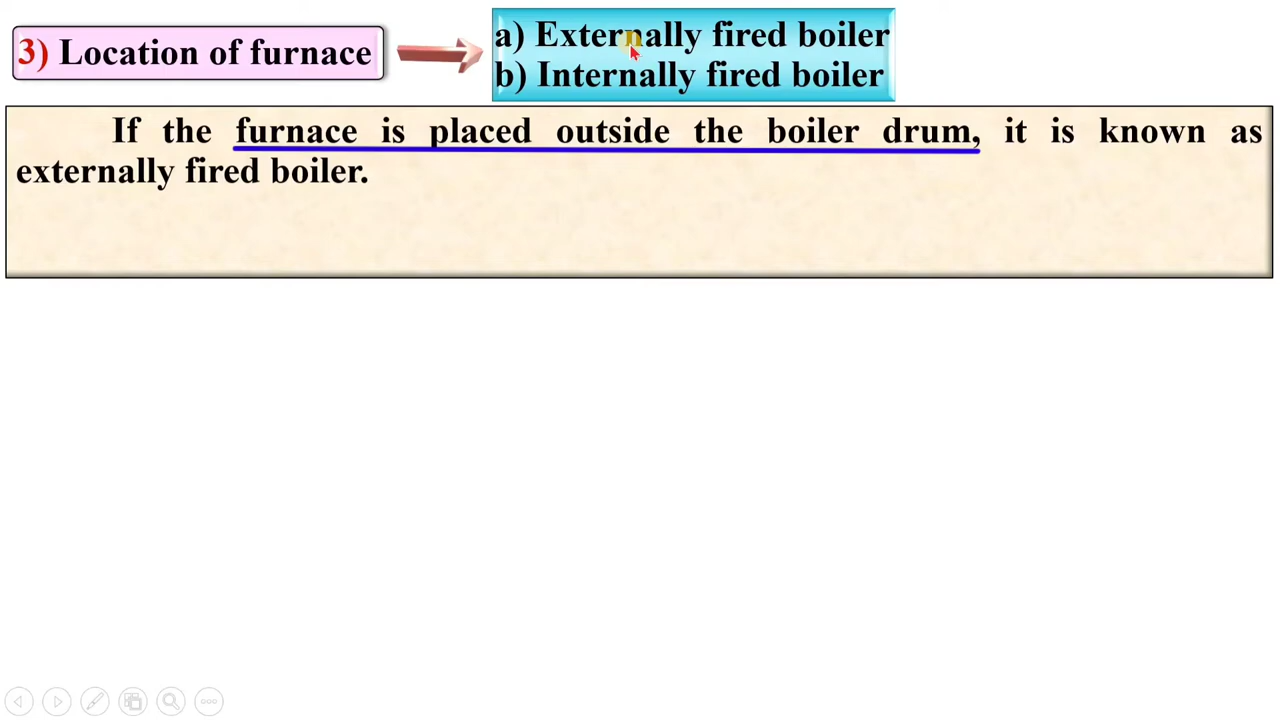 3) Location of furnace
a) Externally fired boiler
b) Internally fired boiler
If the furnace is placed outside the boiler drum, it is known as
externally fired boiler.